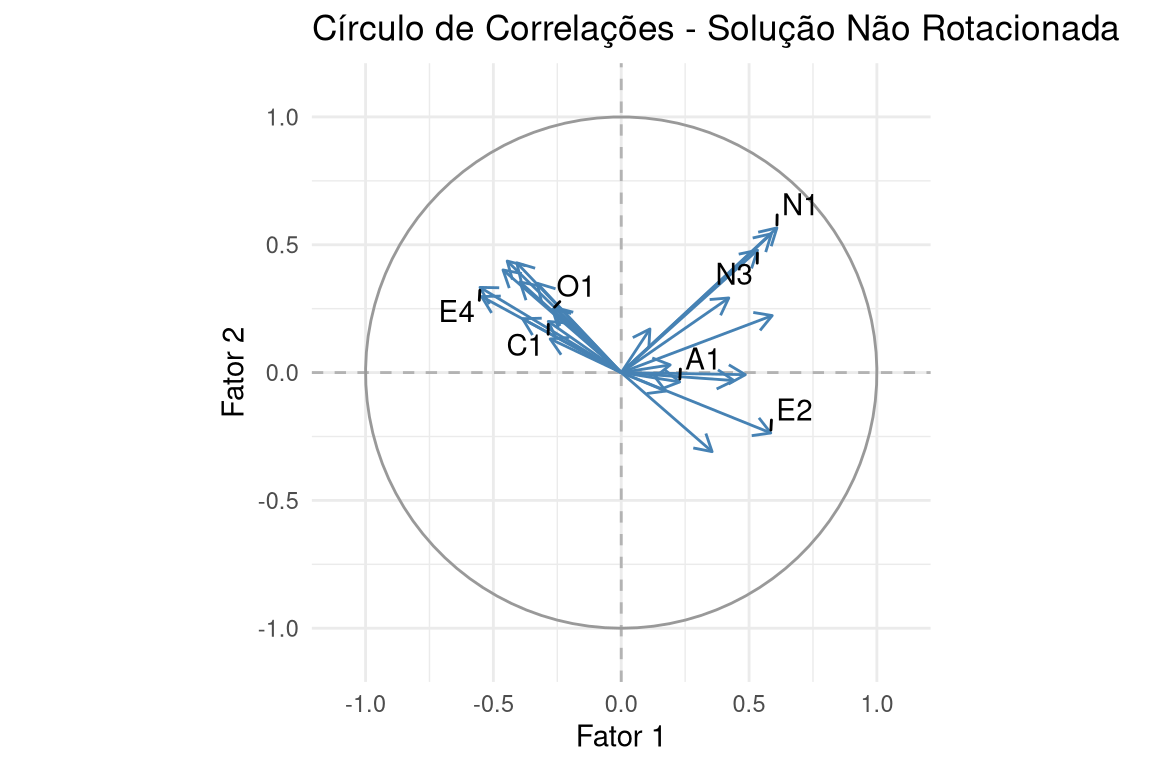 Círculo de Correlações - Solução Não Rotacionada
1.0
0.5
0.0
-0.5
-1.0
Fator 2
N1
N3
O1
E4
C1
A1
E2
-1.0
-0.5
0.0
0.5
1.0
Fator 1